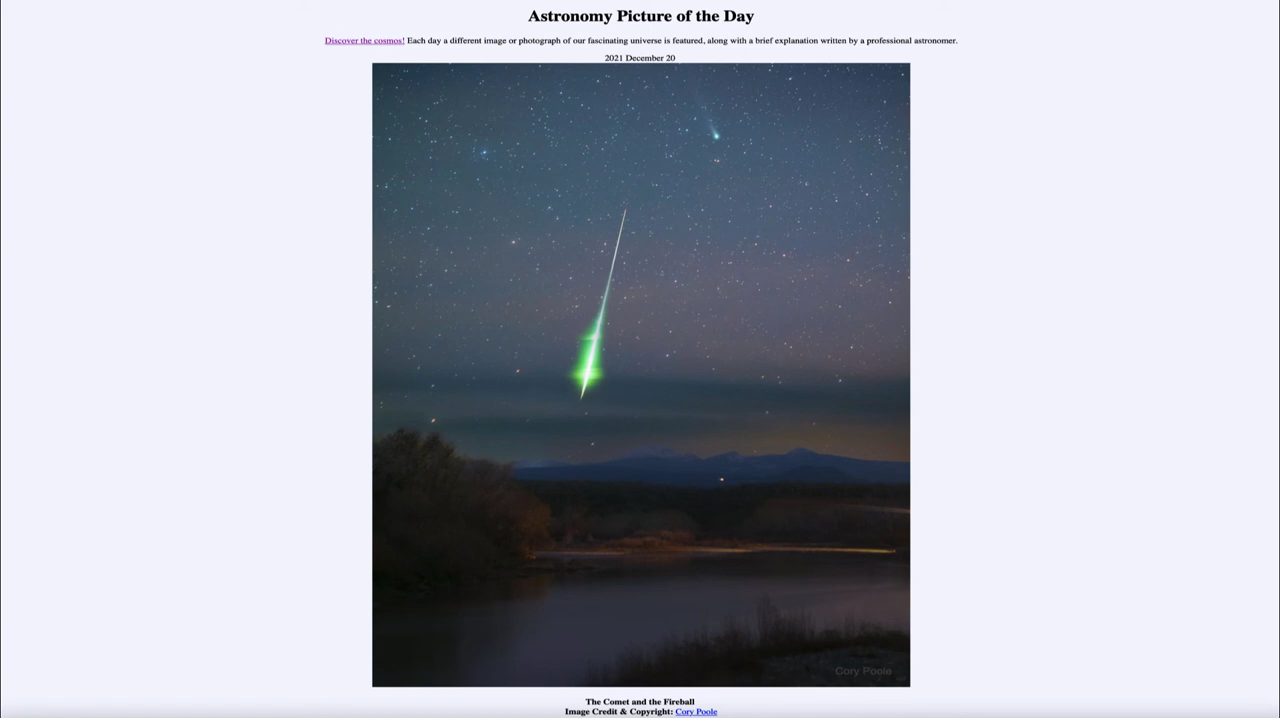 Astronomy Picture of the Day
Discover the cosmos! Each day a different image or photograph of our fascinating universe is featured, along with a brief explanation written by a professional astronomer.
2021 December 20
Cory Poole
The Comet and the Fireball
Image Credit & Copyright: Cory Poole